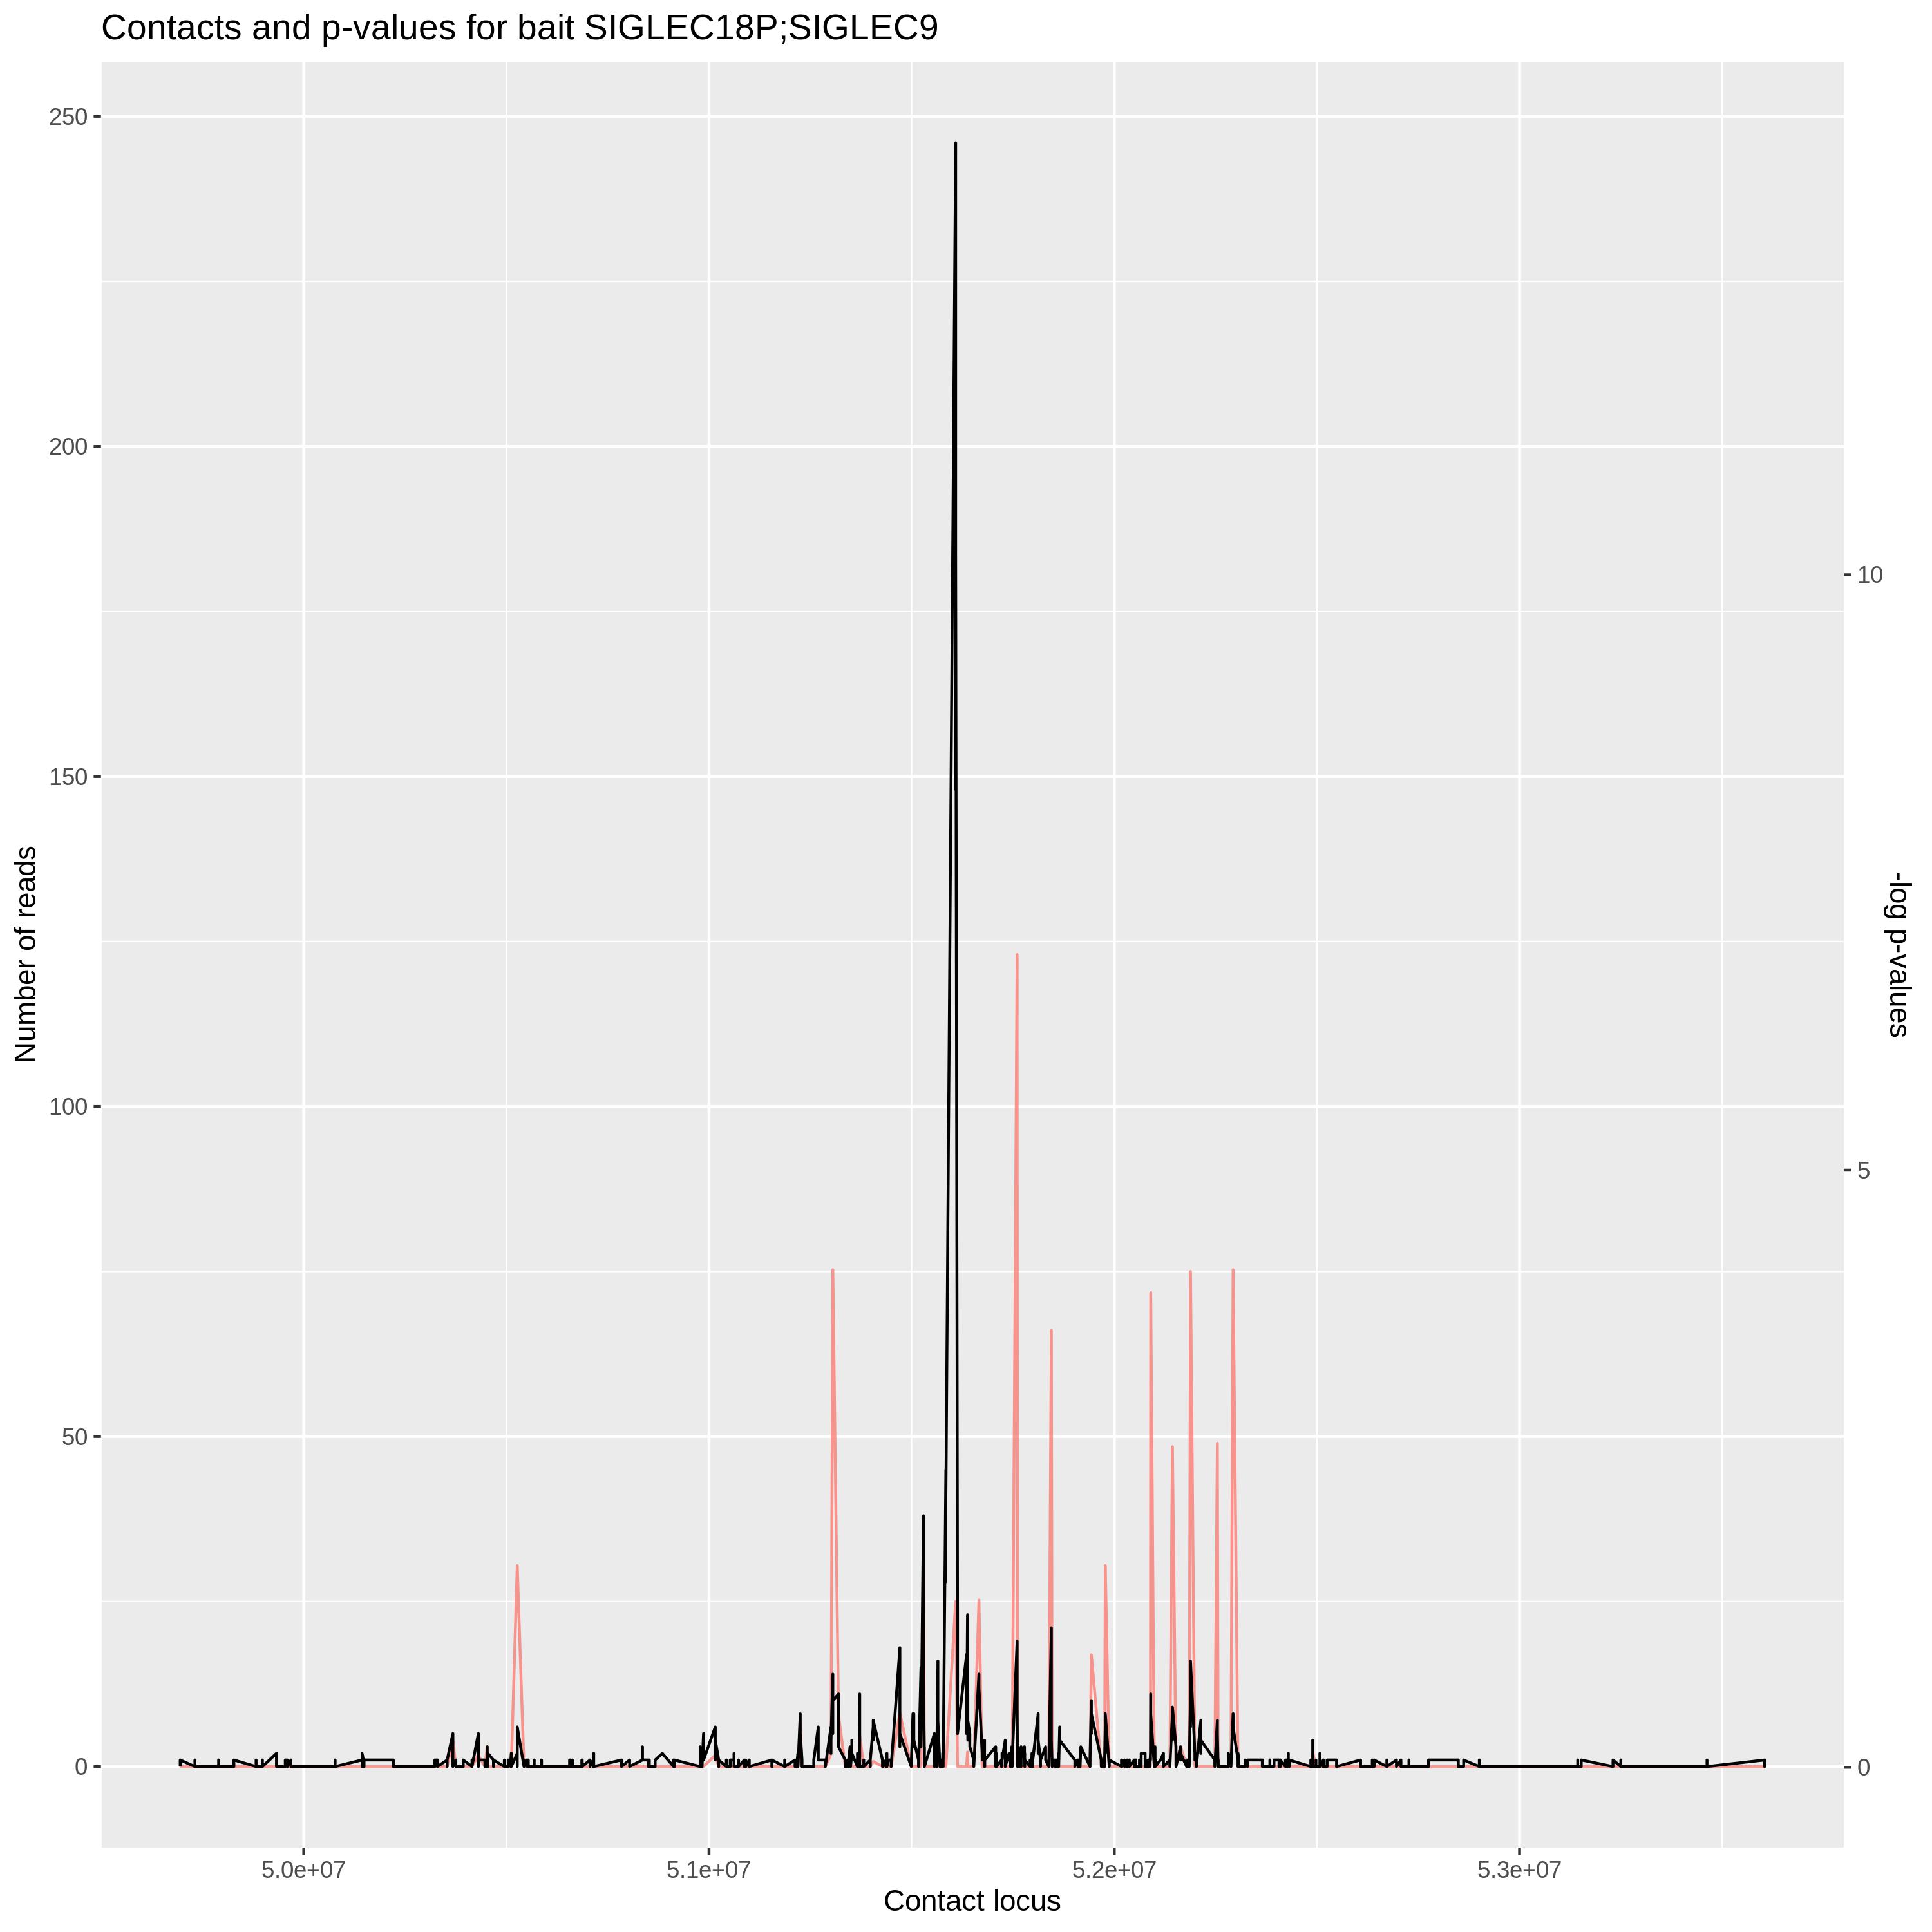 Contacts and p-values for bait SIGLEC18P;SIGLEC9
250
200
150
100
50
0
Number of reads
10
5
0
-log p-values
5.0e+07
5.1e+07
5.2e+07
5.3e+07
Contact locus